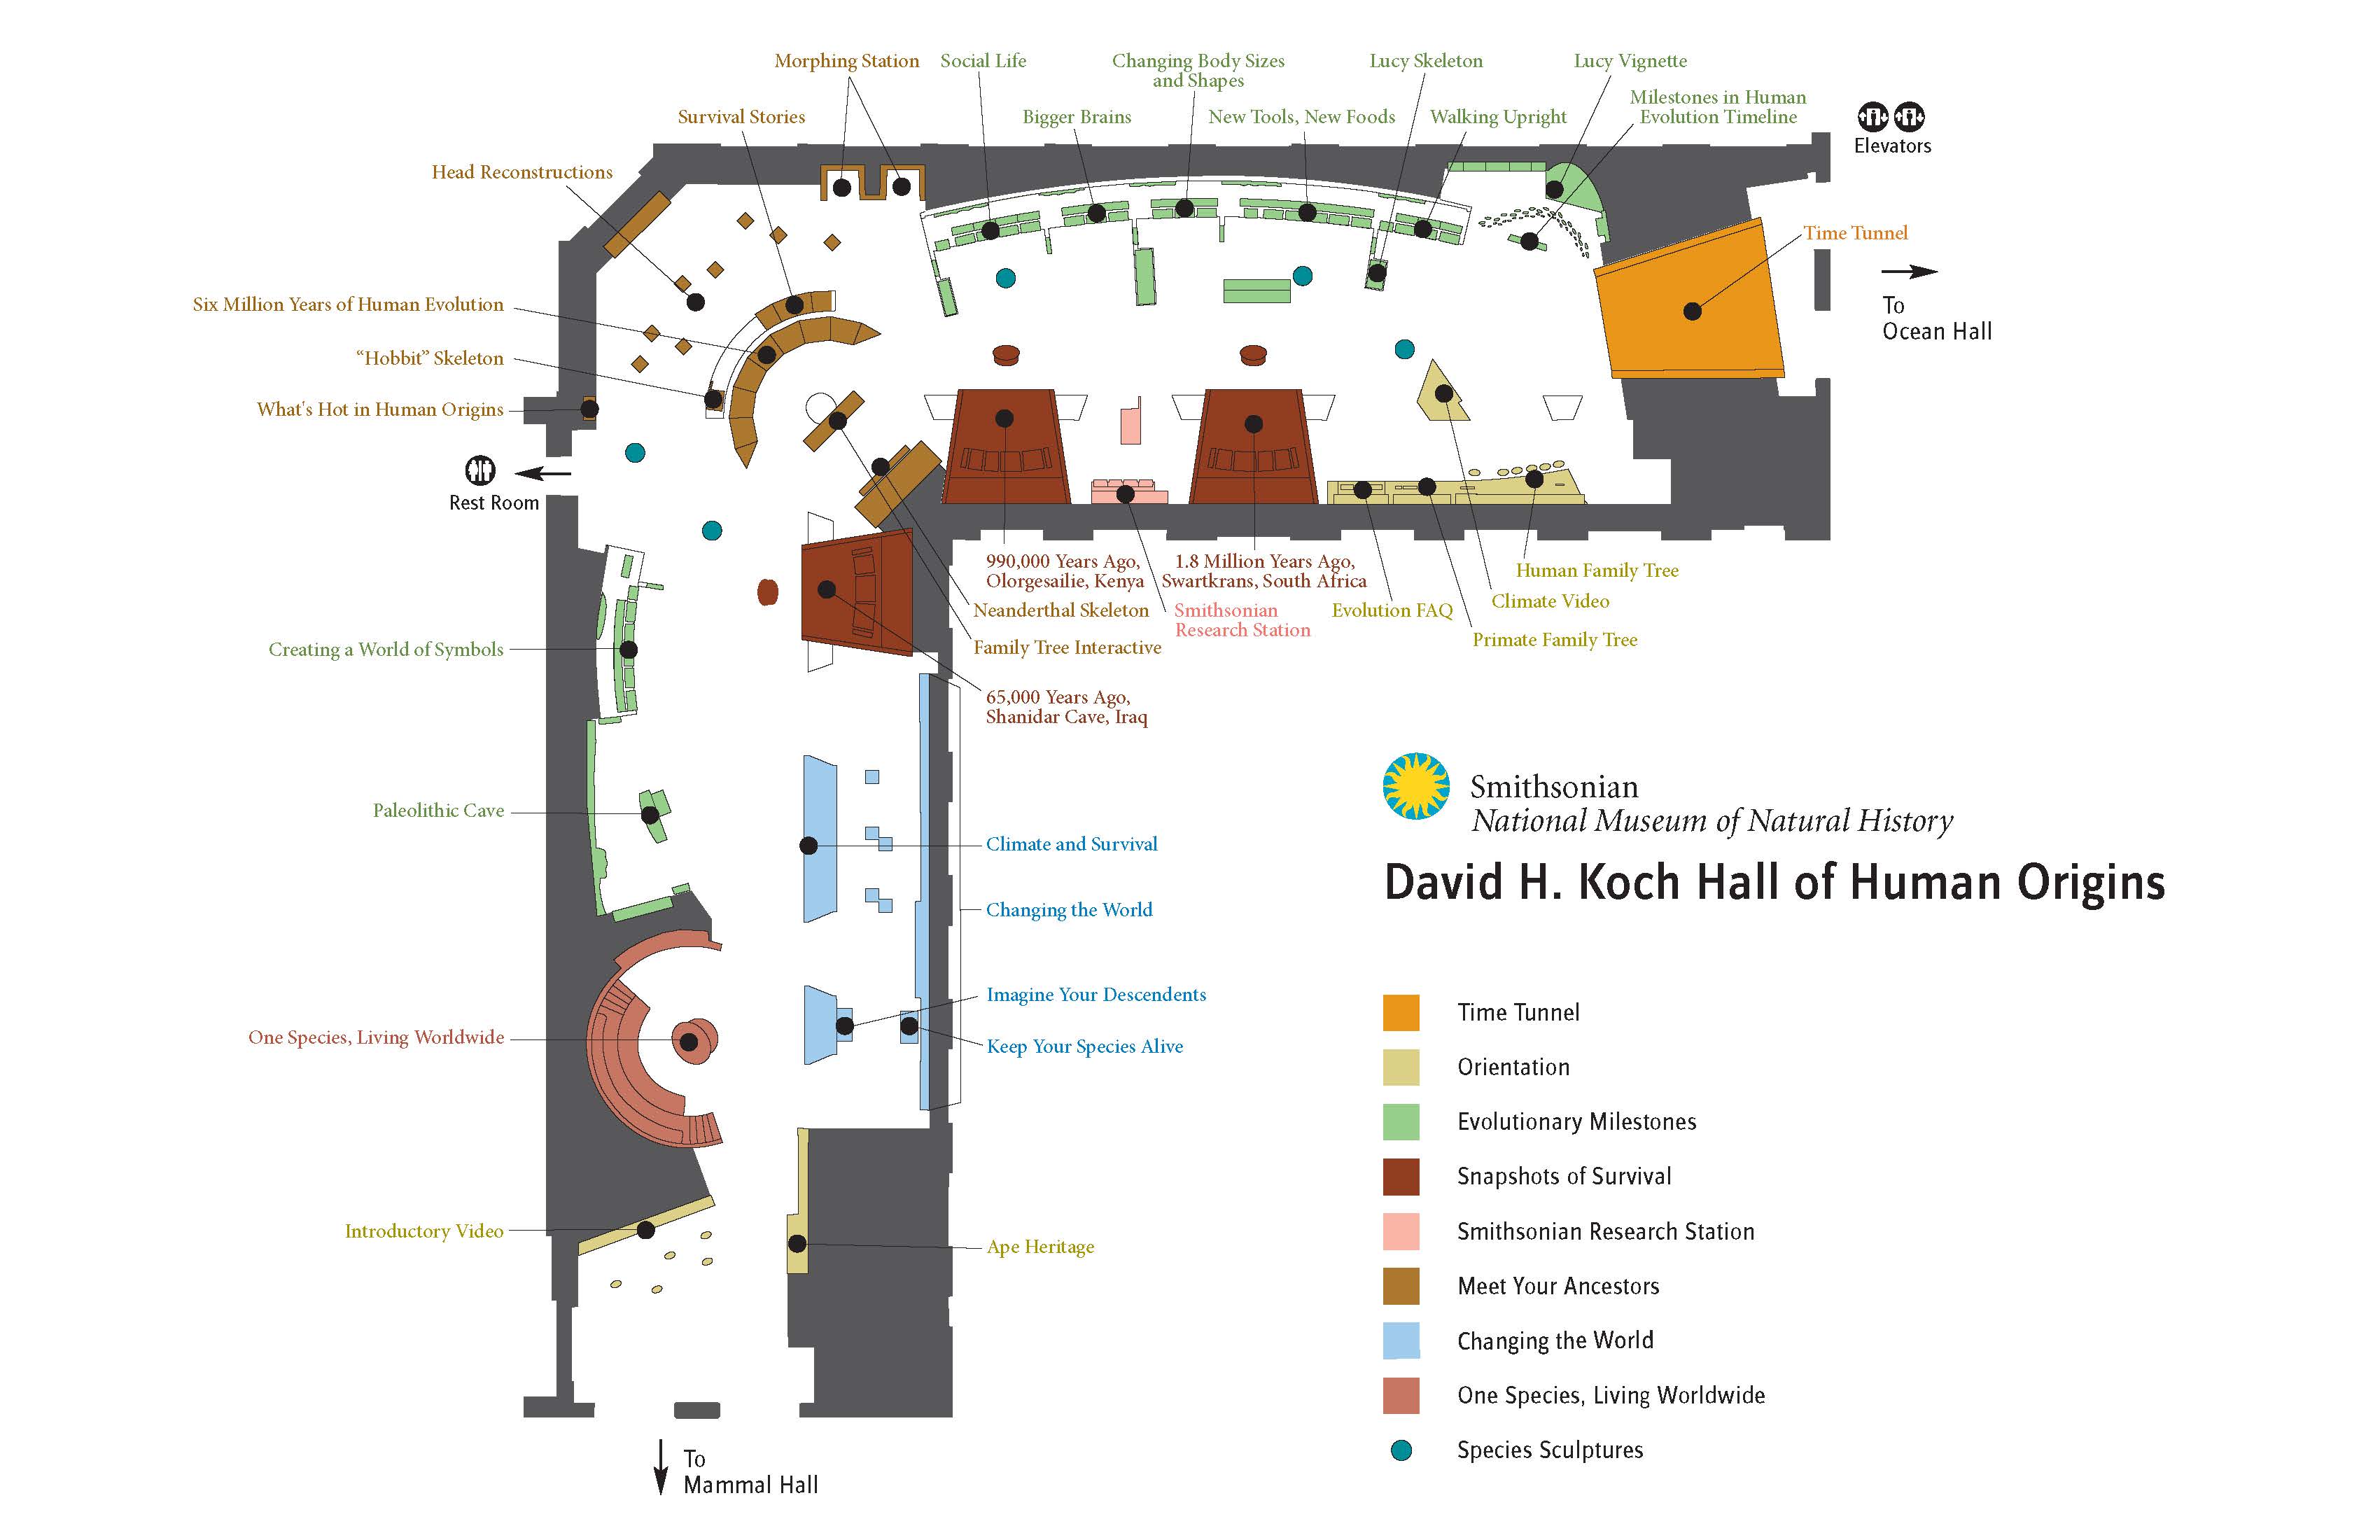 Morphing Station
Social Life
Changing Body Sizes
and Shapes
Lucy Skeleton
Lucy Vignette
Survival Stories
Bigger Brains
New Tools, New Foods
Walking Upright
Milestones in Human
Evolution Timeline
Elevators
Head Reconstructions
Time Tunnel
To
Ocean Hall
Six Million Years of Human Evolution
“Hobbit” Skeleton
What's Hot in Human Origins
Rest Room
990,000 Years Ago,
Olorgesailie, Kenya
1.8 Million Years Ago,
Swartkrans, South Africa
Human Family Tree
Climate Video
Neanderthal Skeleton
Smithsonian
Research Station
Evolution FAQ
Primate Family Tree
Family Tree Interactive
Creating a World of Symbols
65,000 Years Ago,
Shanidar Cave, Iraq
Paleolithic Cave
Climate and Survival
Changing the World
Imagine Your Descendents
One Species, Living Worldwide
Keep Your Species Alive
Introductory Video
Ape Heritage
To
Mammal Hall
Smithsonian
National Museum of Natural History
David H. Koch Hall of Human Origins
Time Tunnel
Orientation
Evolutionary Milestones
Snapshots of Survival
Smithsonian Research Station
Meet Your Ancestors
Changing the World
One Species, Living Worldwide
Species Sculptures